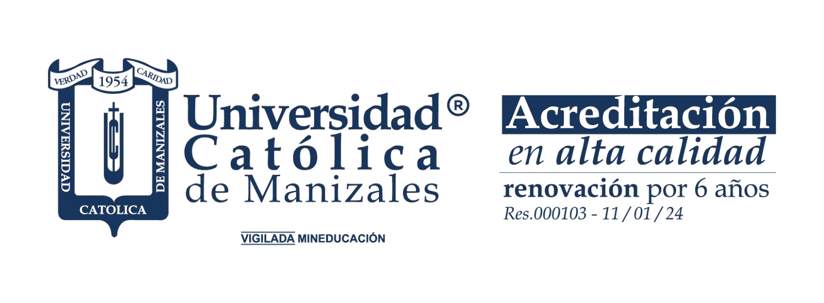 VERDAD 1954 CARIDAD
UNIVERSIDAD
DE MANIZALES
CATOLICA
Universidad®
Católica
de Manizales
VIGILADA MINEDUCACIÓN
Acreditación
en alta calidad
renovación por 6 años
Res.000103 - 11 / 01 / 24